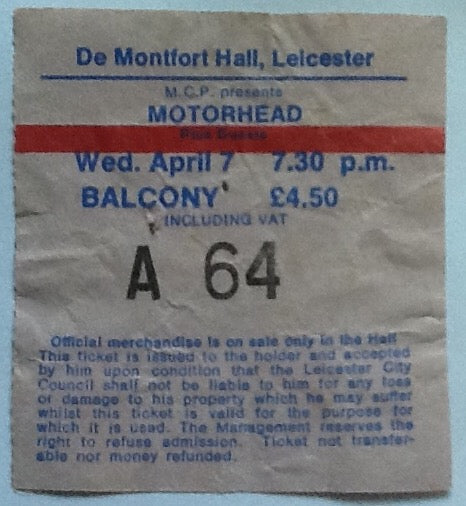 De Montfort Hall, Leicester
M.C.P. presents
MOTORHEAD
Plus Guests
Wed. April 7 7.30 p.m.
BALCONY £4.50
INCLUDING VAT
A 64
Official merchandise is on sale only in the Hall
This ticket is issued to the holder and accepted
by him upon condition that the Leicester City
Council shall not be liable to him for any loss
or damage to his property which he may suffer
whilst this ticket is valid for the purpose for
which it is used. The Management reserves the
right to refuse admission. Ticket not transfer-
able nor money refunded.